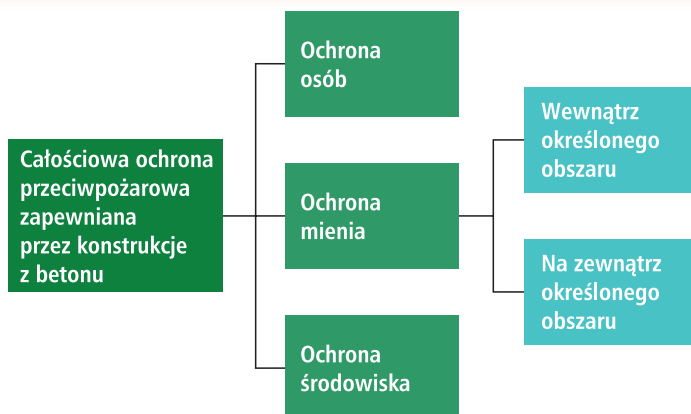 Całościowa ochrona
przeciwpożarowa
zapewniana
przez konstrukcje
z betonu
Ochrona
osób
Ochrona
mienia
Ochrona
środowiska
Wewnątrz
określonego
obszaru
Na zewnątrz
określonego
obszaru